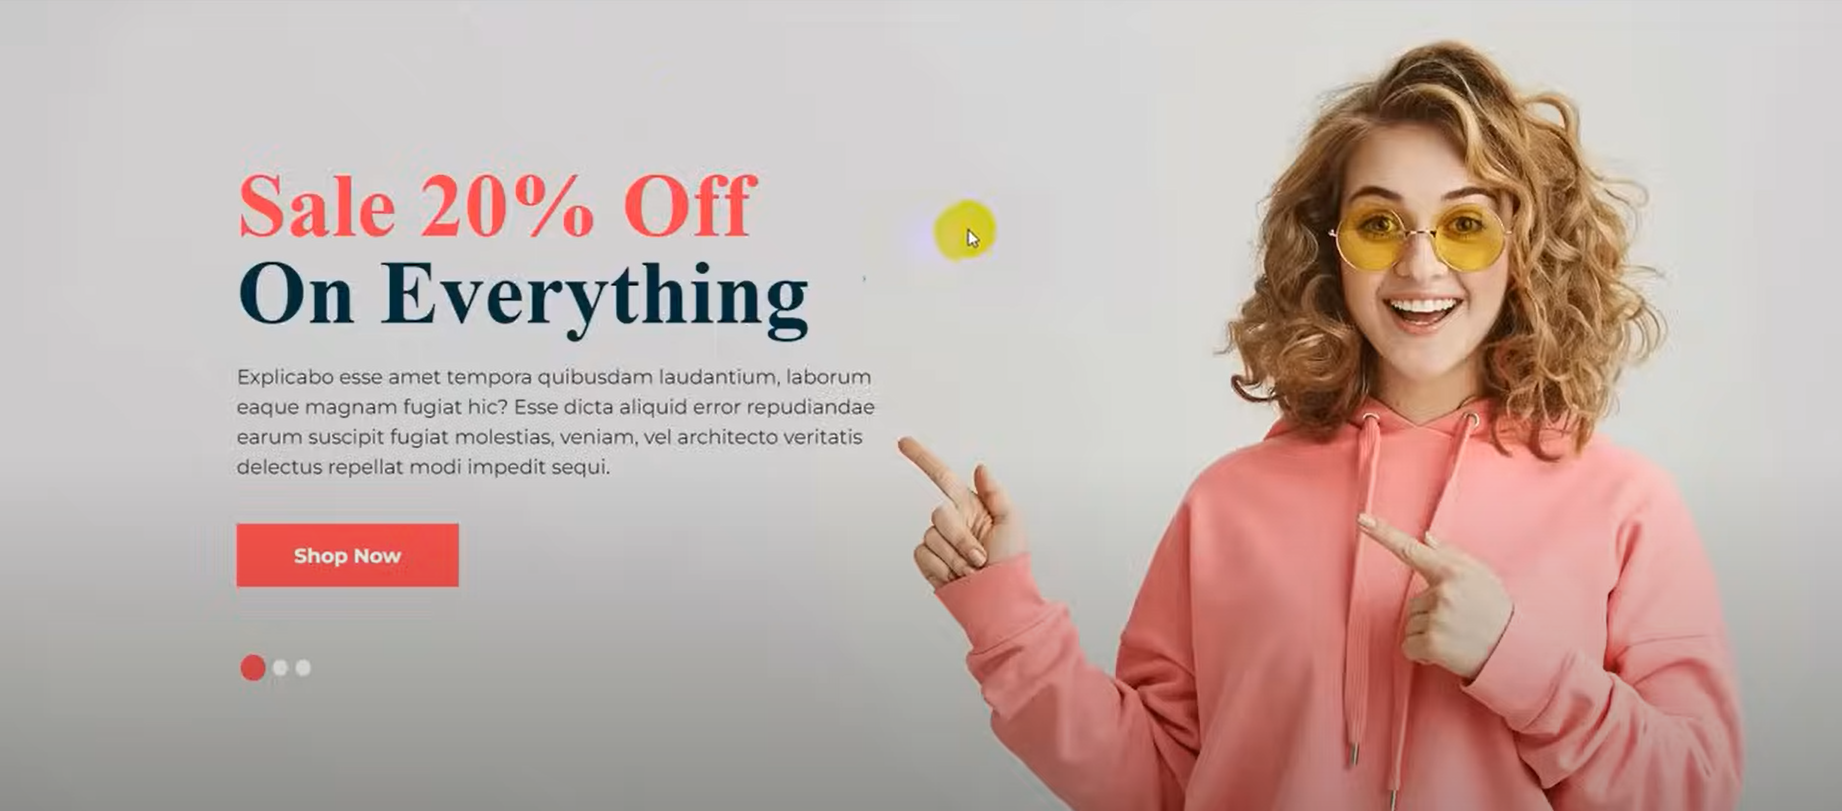 Sale 20% Off
On Everything
Explicabo esse amet tempora quibusdam laudantium, laborum
eaque magnam fugiat hic? Esse dicta aliquid error repudiandae
earum suscipit fugiat molestias, veniam, vel architecto veritatis
delectus repellat modi impedit sequi.
Shop Now